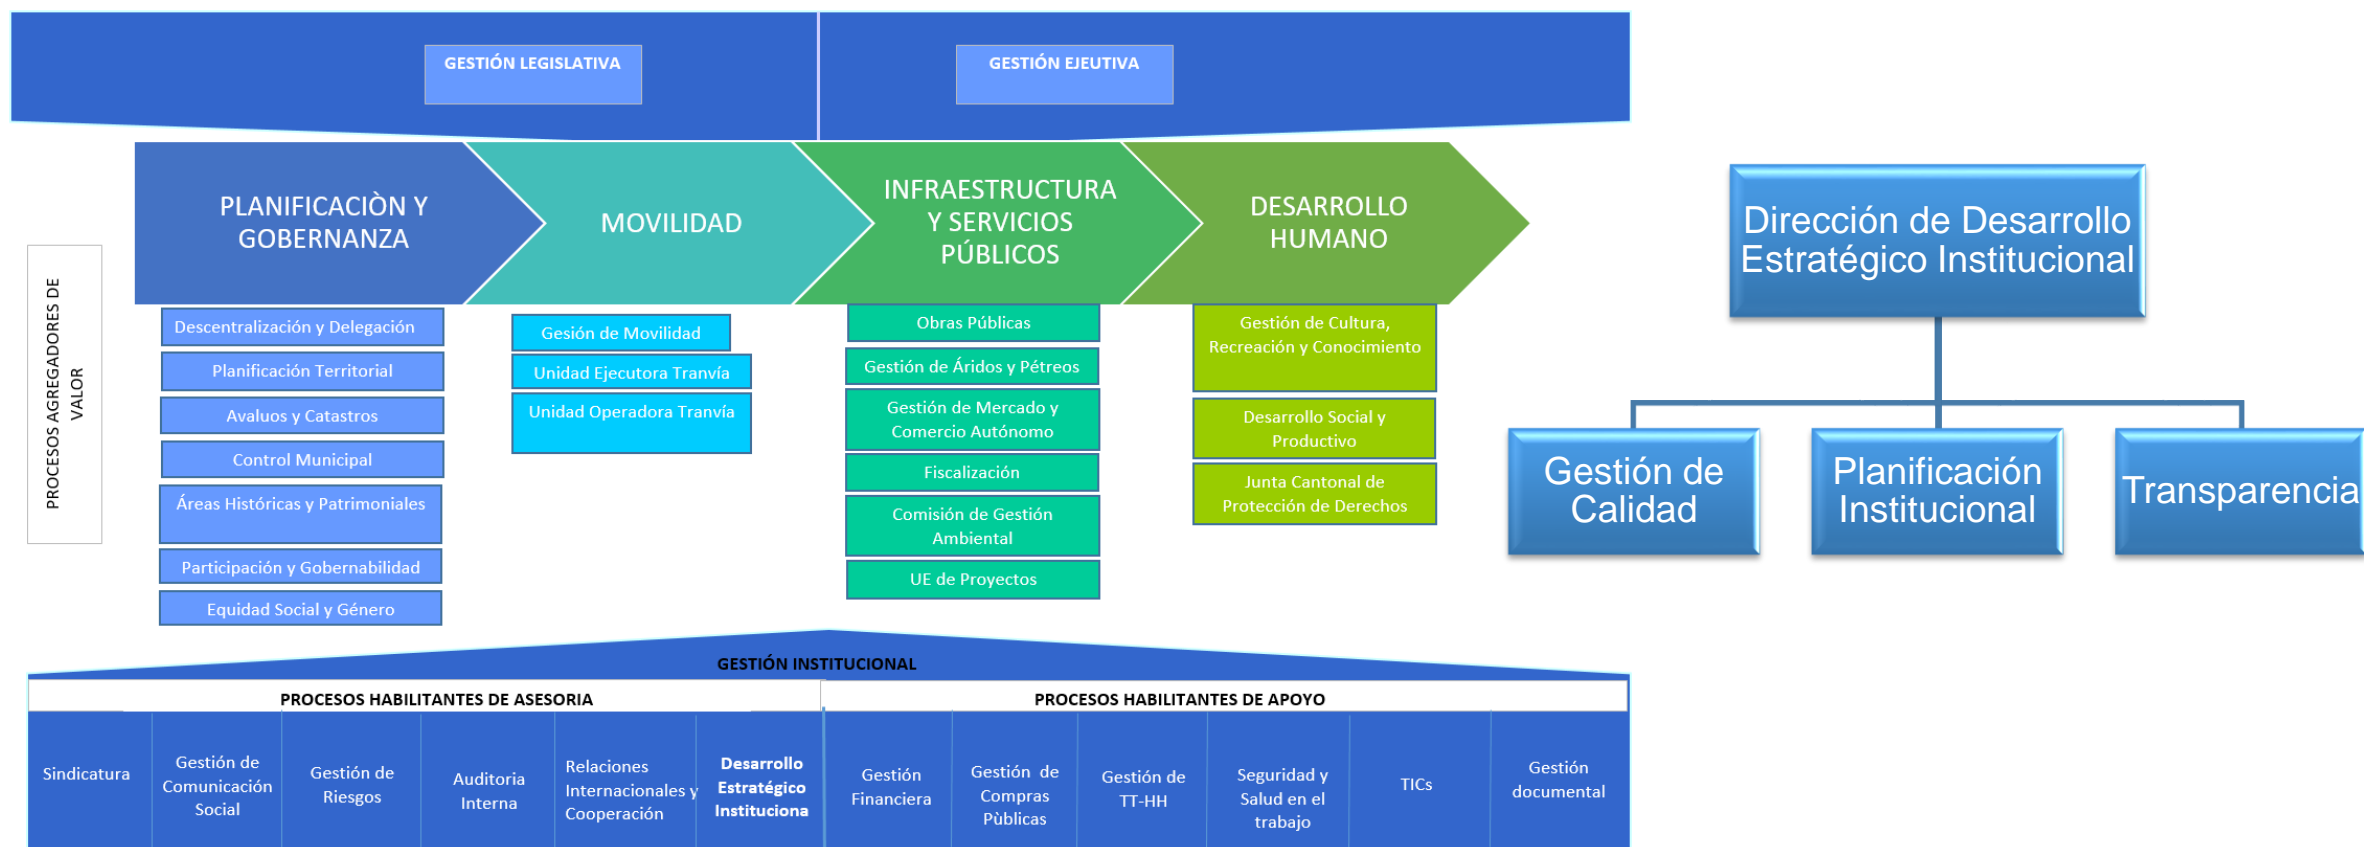 GESTIÓN LEGISLATIVA
GESTIÓN EJEUTIVA
PROCESOS AGREGADORES DE
VALOR
PLANIFICACIÒN Y
GOBERNANZA
Descentralización y Delegación
Planificación Territorial
Avaluos y Catastros
Control Municipal
Áreas Históricas y Patrimoniales
Participación y Gobernabilidad
Equidad Social y Género
MOVILIDAD
Gesión de Movilidad
Unidad Ejecutora Tranvía
Unidad Operadora Tranvía
INFRAESTRUCTURA
Y SERVICIOS
PÚBLICOS
Obras Públicas
Gestión de Áridos y Pétreos
Gestión de Mercado y
Comercio Autónomo
Fiscalización
Comisión de Gestión
Ambiental
UE de Proyectos
DESARROLLO
HUMANO
Gestión de Cultura,
Recreación y Conocimiento
Desarrollo Social y
Productivo
Junta Cantonal de
Protección de Derechos
GESTIÓN INSTITUCIONAL
PROCESOS HABILITANTES DE ASESORIA
Sindicatura
Gestión de
Comunicación
Social
Gestión de
Riesgos
Auditoria
Interna
Relaciones
Internacionales y
Cooperación
Desarrollo
Estratégico
Instituciona
PROCESOS HABILITANTES DE APOYO
Gestión
Financiera
Gestión de
Compras
Pùblicas
Gestión de
TT-HH
Seguridad y
Salud en el
trabajo
TICs
Gestión
documental
Dirección de Desarrollo
Estratégico Institucional
Gestión de
Calidad
Planificación
Institucional
Transparencia